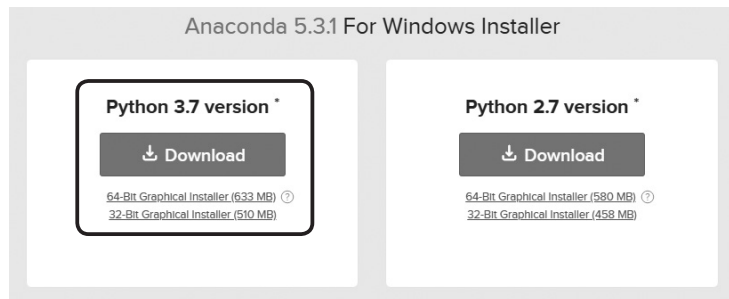 Anaconda 5.3.1 For Windows Installer
Python 3.7 version *
Download
64-Bit Graphical Installer (633 MB) ?
32-Bit Graphical Installer (510 MB)
Python 2.7 version *
Download
64-Bit Graphical Installer (580 MB) ?
32-Bit Graphical Installer (458 MB)